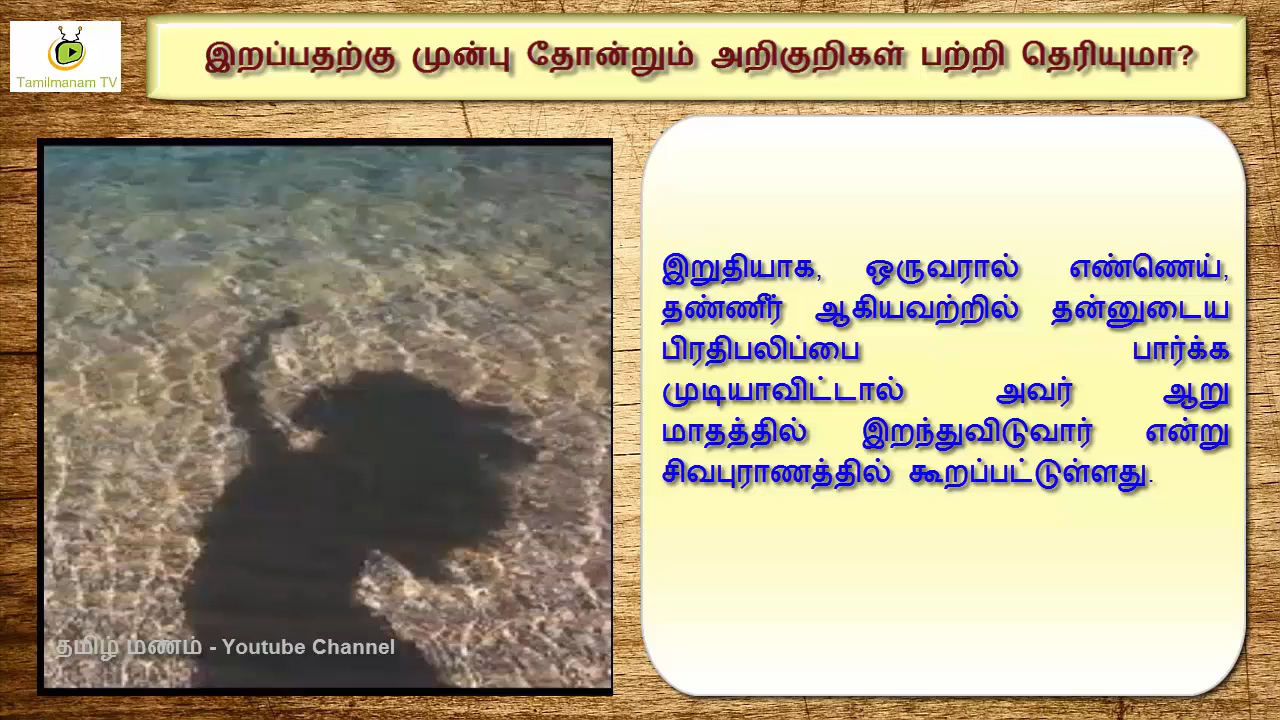 Tamilmanam TV
இறப்பதற்கு முன்பு தோன்றும் அறிகுறிகள் பற்றி தெரியுமா?
இறுதியாக, ஒருவரால் எண்ணெய்,
தண்ணீர் ஆகியவற்றில் தன்னுடைய
பிரதிபலிப்பை பார்க்க
முடியாவிட்டால் அவர் ஆறு
மாதத்தில் இறந்துவிடுவார் என்று
சிவபுராணத்தில் கூறப்பட்டுள்ளது.
தமிழ் மணம் - Youtube Channel